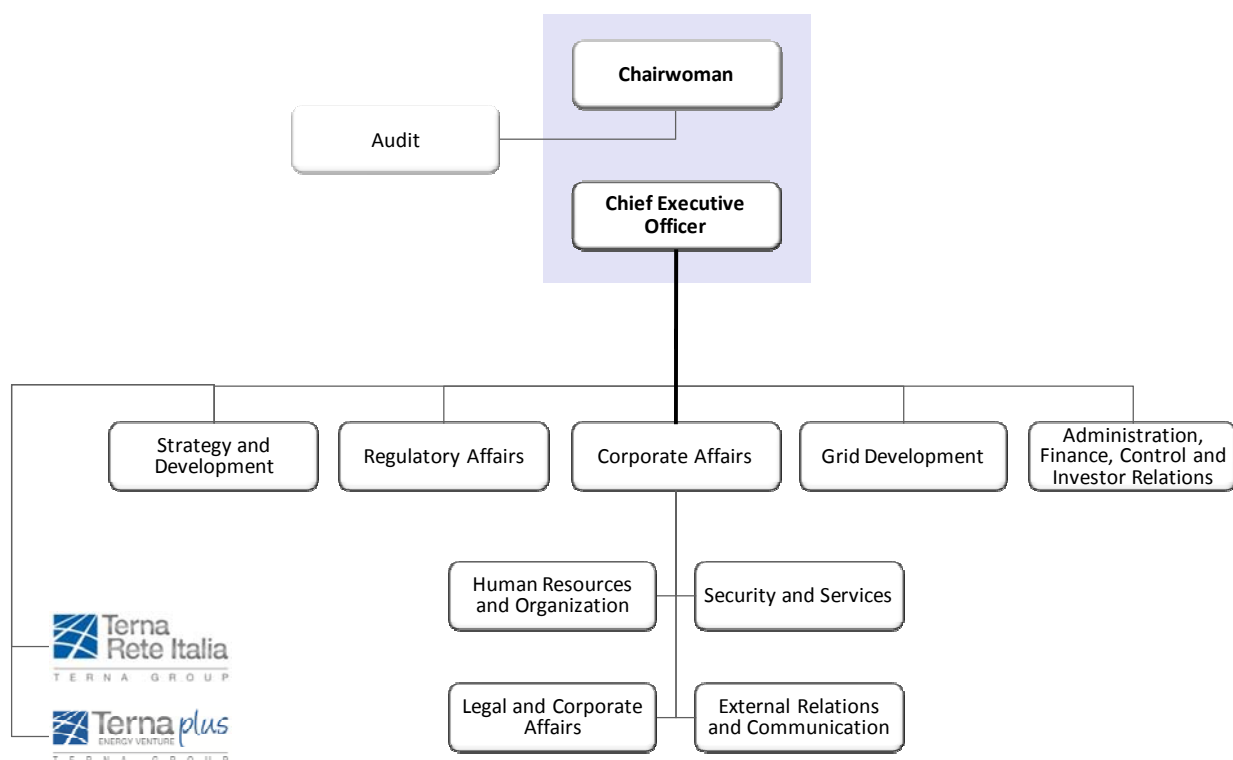 Chairwoman
Audit
Chief Executive
Officer
Strategy and
Development
Regulatory Affairs
Corporate Affairs
Grid Development
Administration,
Finance, Control and
Investor Relations
Human Resources
and Organization
Security and Services
Terna
Rete Italia
TERNA GROUP
Legal and Corporate
Affairs
External Relations
and Communication
Terna plus
ENERGY VENTURE
TERNA GROUP